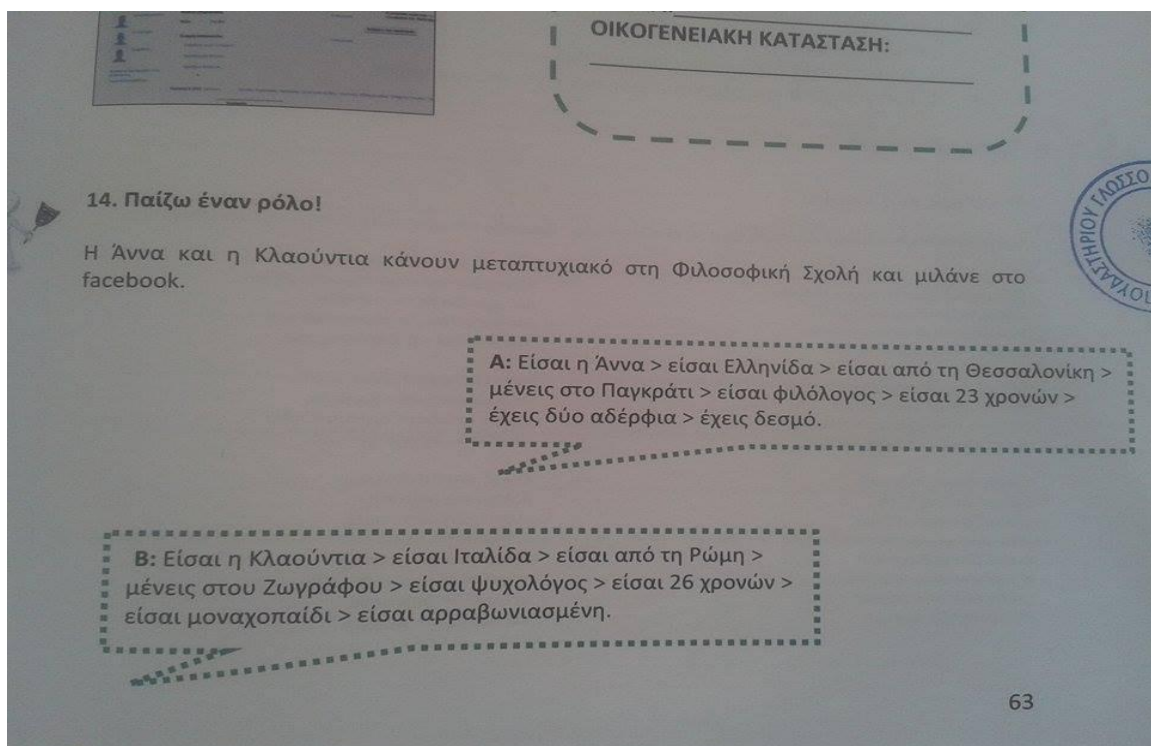 ΟΙΚΟΓΕΝΕΙΑΚΗ ΚΑΤΑΣΤΑΣΗ:
14. Παίζω έναν ρόλο!
Η Άννα και η Κλαούντια κάνουν μεταπτυχιακό στη Φιλοσοφική Σχολή και μιλάνε στο
facebook.
Α: Είσαι η Άννα > είσαι Ελληνίδα > είσαι από τη Θεσσαλονίκη >
μένεις στο Παγκράτι > είσαι φιλόλογος > είσαι 23 χρονών >
έχεις δύο αδέρφια > έχεις δεσμό.
Β: Είσαι η Κλαούντια > είσαι Ιταλίδα > είσαι από τη Ρώμη >
μένεις στου Ζωγράφου > είσαι ψυχολόγος > είσαι 26 χρονών >
είσαι μοναχοπαίδι > είσαι αρραβωνιασμένη.
63